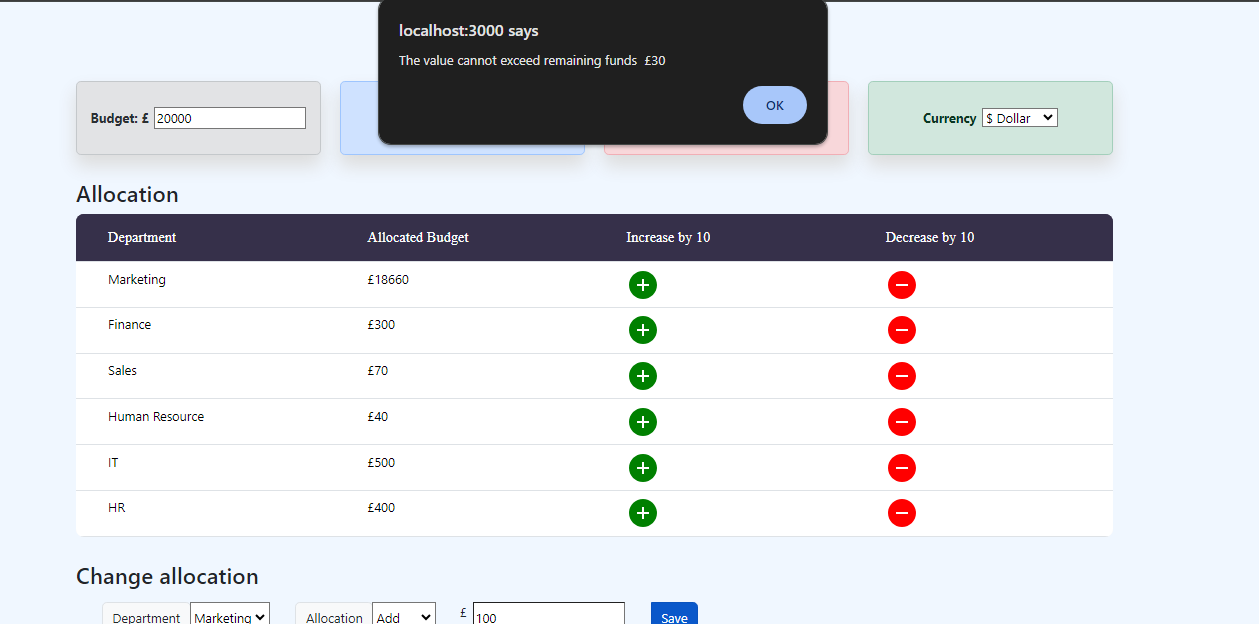 localhost:3000 says
The value cannot exceed remaining funds £30
OK
Budget: £ 20000
Currency $ Dollar
Allocation
Department Allocated Budget Increase by 10 Decrease by 10
Marketing £18660
Finance £300
Sales £70
Human Resource £40
IT £500
HR £400
Change allocation
Department Marketing Allocation Add £ 100 Save